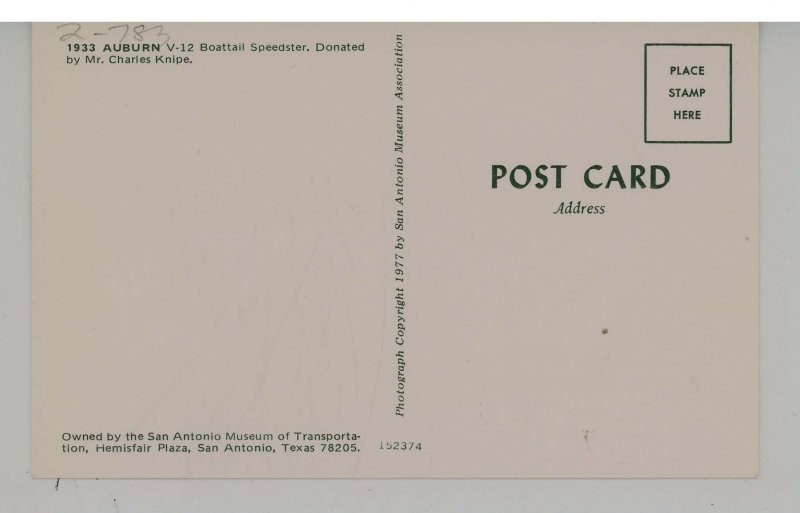 2-783
1933 AUBURN V-12 Boattail Speedster. Donated
by Mr. Charles Knipe.
Owned by the San Antonio Museum of Transporta-
tion, Hemisfair Plaza, San Antonio, Texas 78205.
152374
Photograph Copyright 1977 by San Antonio Museum Association
PLACE
STAMP
HERE
POST CARD
Address